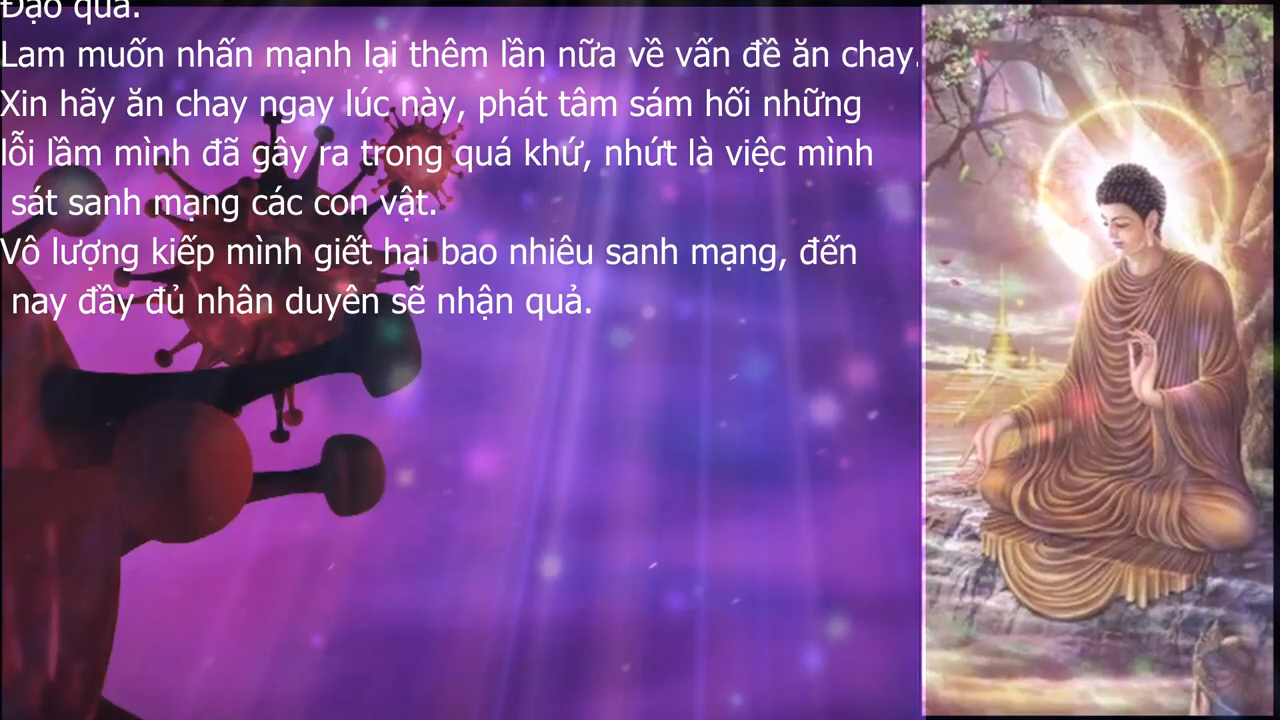 Đạo quả.
Lam muốn nhấn mạnh lại thêm lần nữa về vấn đề ăn chay.
Xin hãy ăn chay ngay lúc này, phát tâm sám hối những
lỗi lầm mình đã gây ra trong quá khứ, nhứt là việc mình
sát sanh mạng các con vật.
Vô lượng kiếp mình giết hại bao nhiêu sanh mạng, đến
nay đầy đủ nhân duyên sẽ nhận quả.